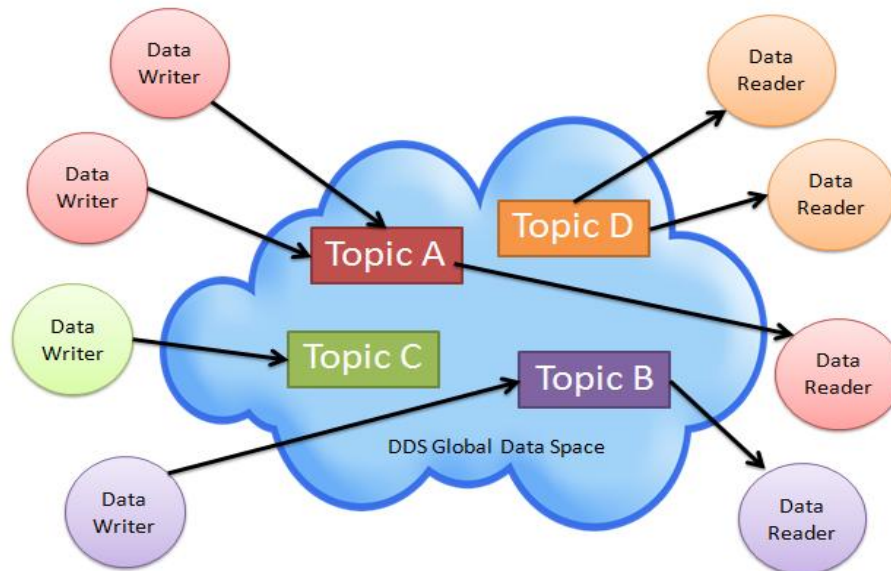 Data
Writer
Data
Reader
Data
Writer
Data
Reader
Topic D
Topic A
Data
Writer
Topic C
Data
Reader
Topic B
DDS Global Data Space
Data
Writer
Data
Reader